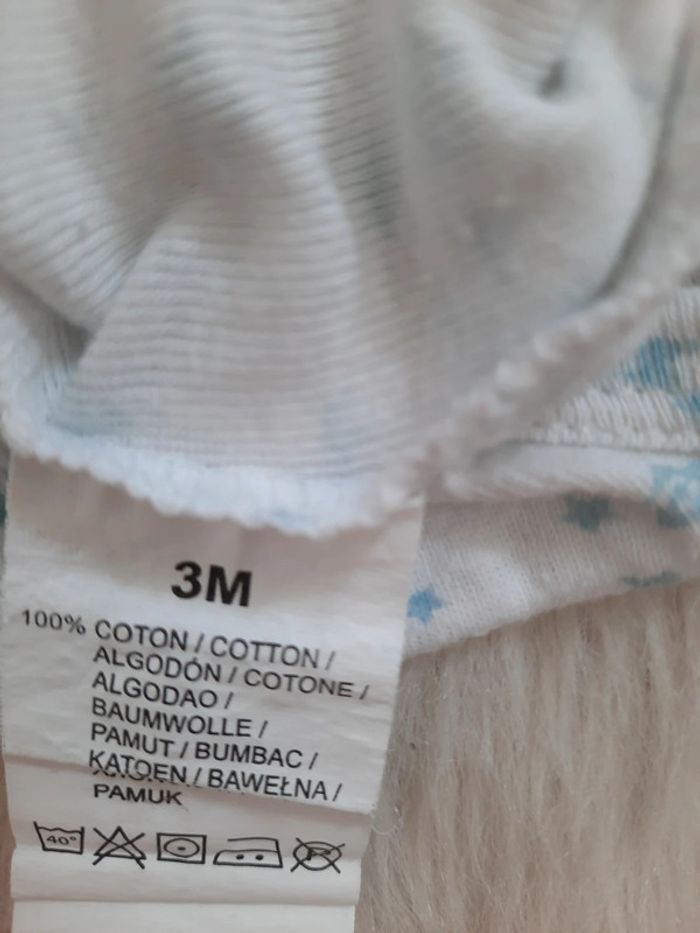 3M
100% COTON / COTTON /
ALGODÓN / COTONE /
ALGODAO /
BAUMWOLLE /
PAMUT / BUMBAC /
KATOEN / BAWEŁNA /
PAMUK
40°